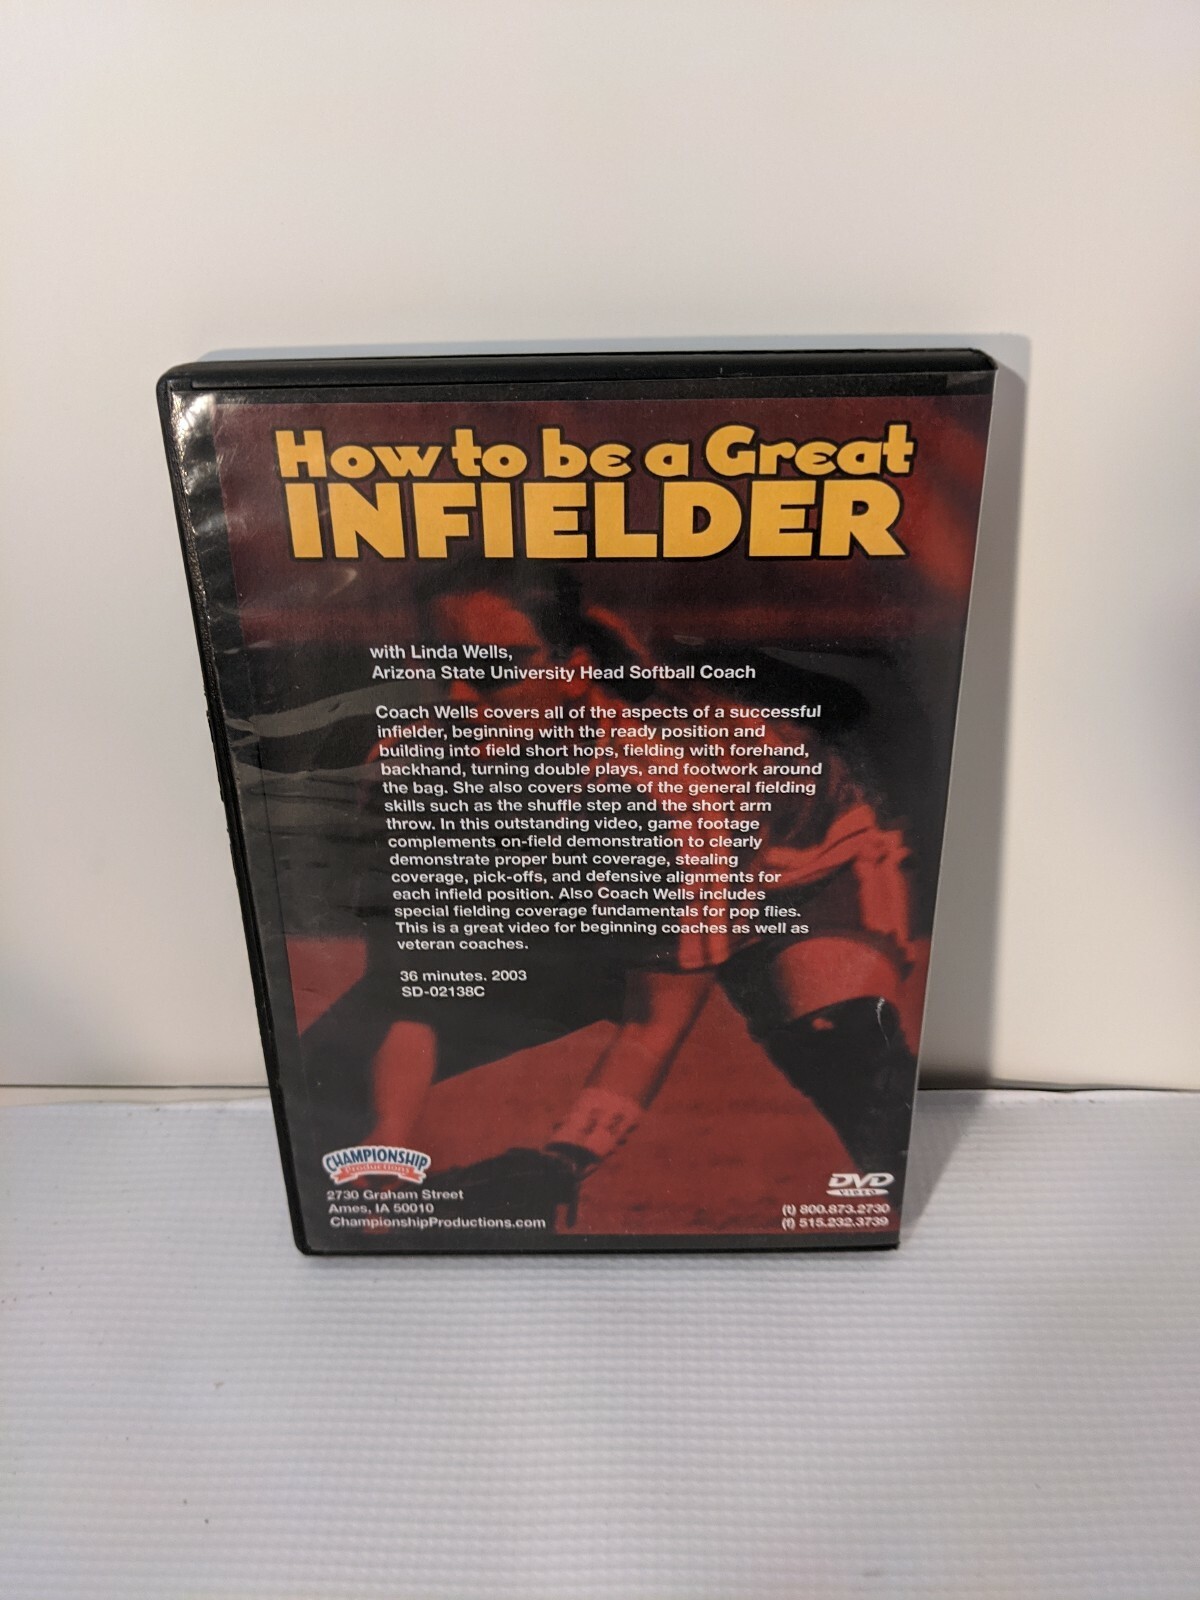 How to be a Great
INFIELDER
with Linda Wells,
Arizona State University Head Softball Coach
Coach Wells covers all of the aspects of a successful
infielder, beginning with the ready position and
building into field short hops, fielding with forehand,
backhand, turning double plays, and footwork around
the bag. She also covers some of the general fielding
skills such as the shuffle step and the short arm
throw. In this outstanding video, game footage
complements on-field demonstration to clearly
demonstrate proper bunt coverage, stealing
coverage, pick-offs, and defensive alignments for
each infield position. Also Coach Wells includes
special fielding coverage fundamentals for pop flies.
This is a great video for beginning coaches as well as
veteran coaches.
36 minutes. 2003
SD-02138C
CHAMPIONSHIP
Productions
2730 Graham Street
Ames, IA 50010
ChampionshipProductions.com
DVD
VIDEO
(t) 800.873.2730
(f) 515.232.3739